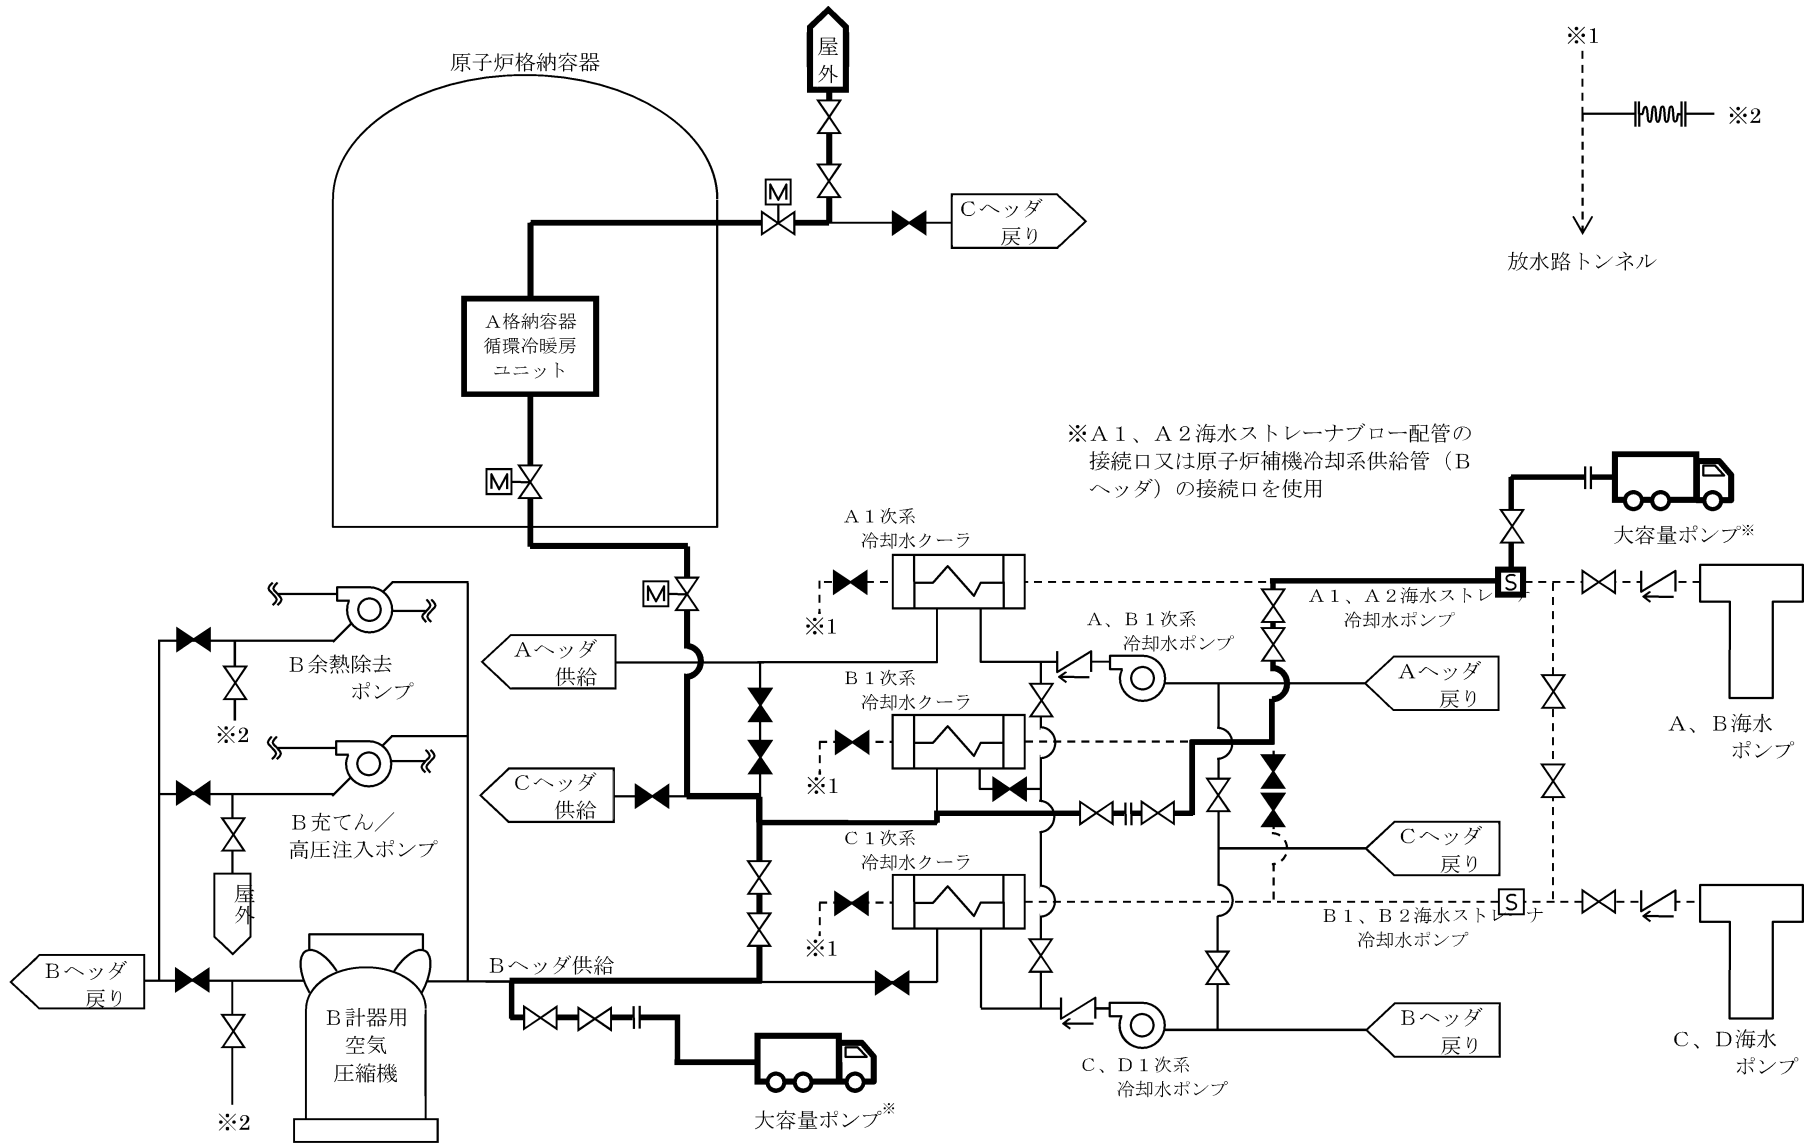 屋
外
原子炉格納容器
※1
※2
放水路トンネル
M
Cヘッダ
戻り
A格納容器
循環冷暖房
ユニット
M
※A1、A2海水ストレーナブロー配管の
接続口又は原子炉補機冷却系供給管（B
ヘッダ）の接続口を使用
大容量ポンプ※
A1次系
冷却水クーラ
※1
S
A1、A2海水ストレーナ
冷却水ポンプ
M
A、B1次系
冷却水ポンプ
Aヘッダ
供給
B余熱除去
ポンプ
※2
B1次系
冷却水クーラ
※1
Aヘッダ
戻り
A、B海水
ポンプ
Cヘッダ
供給
B充てん／
高圧注入ポンプ
屋
外
C1次系
冷却水クーラ
※1
Cヘッダ
戻り
S
B1、B2海水ストレーナ
冷却水ポンプ
Bヘッダ
戻り
Bヘッダ供給
B計器用
空気
圧縮機
※2
大容量ポンプ※
C、D1次系
冷却水ポンプ
Bヘッダ
戻り
C、D海水
ポンプ